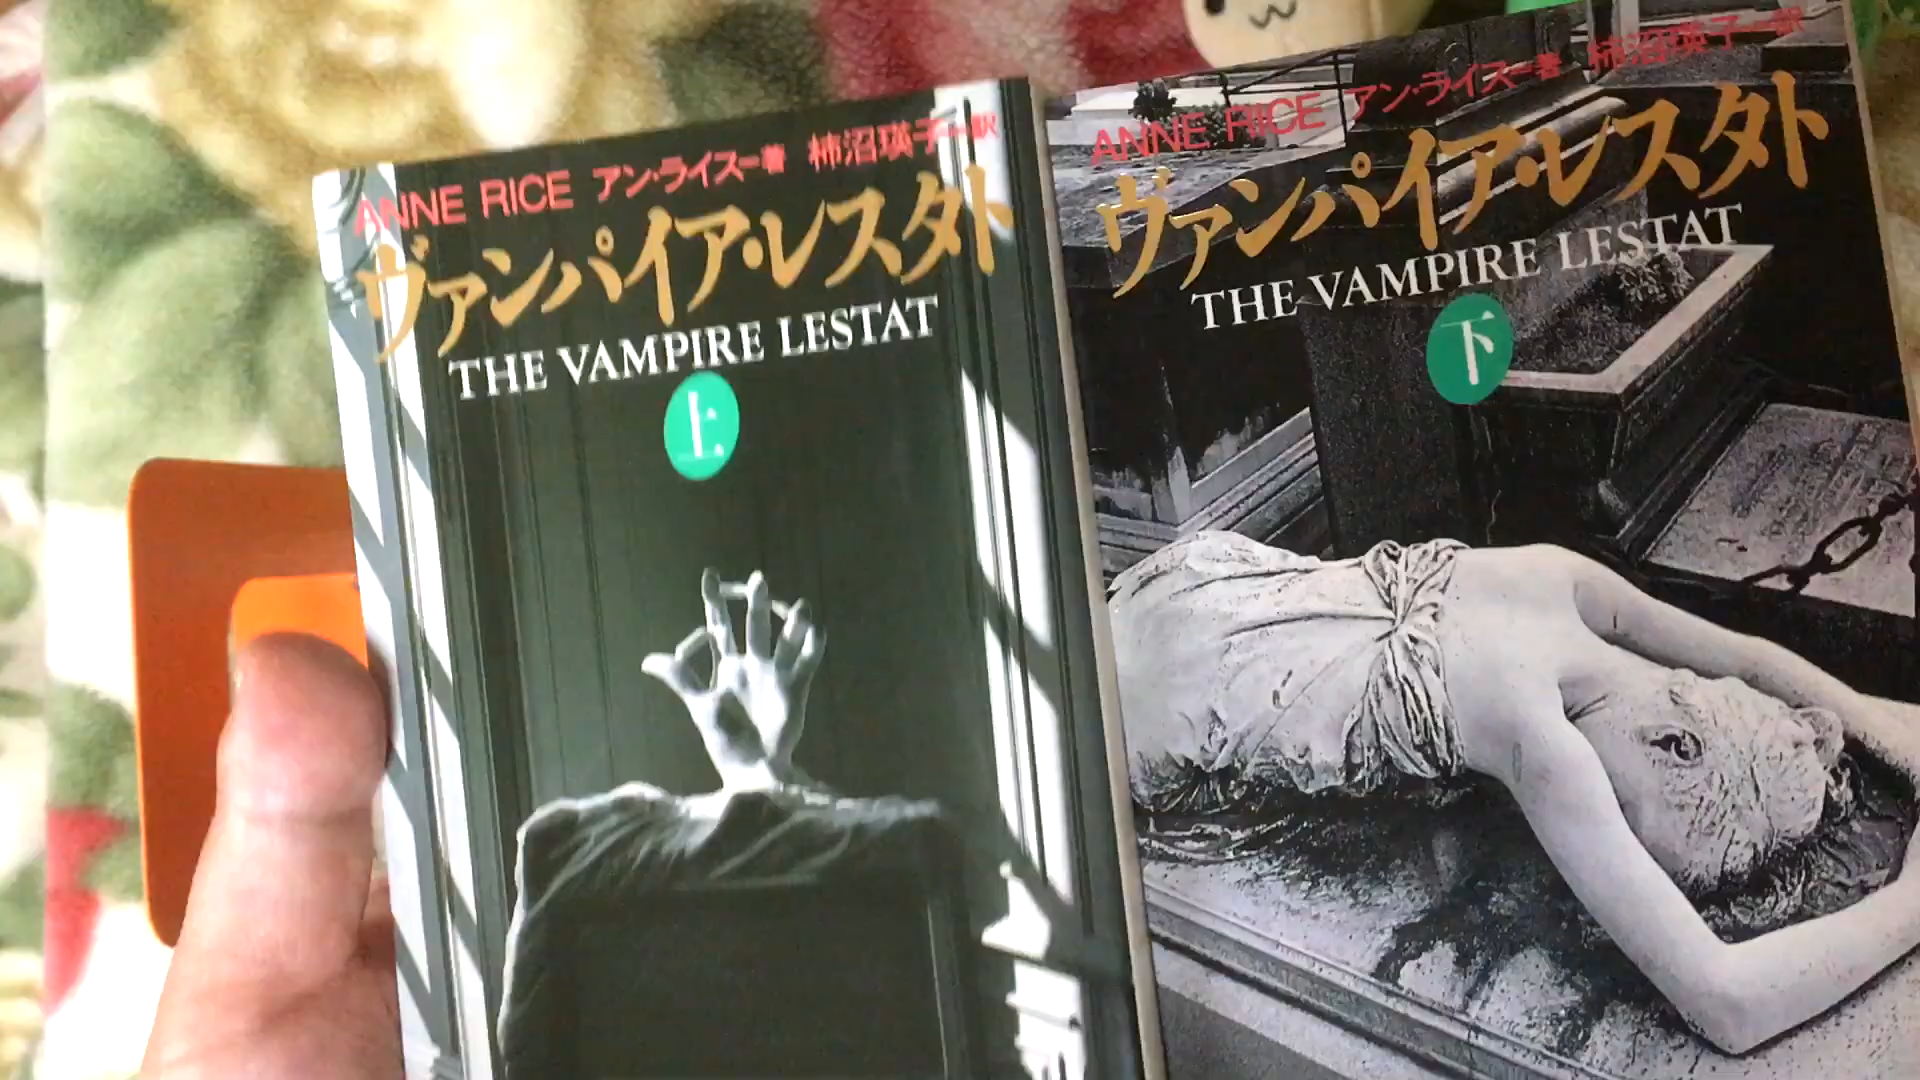 ANNE RICE アン・ライス―著 柿沼瑛子―訳
ヴァンパイア・レスタト
THE VAMPIRE LESTAT
上
ANNE RICE アン・ライス―著 柿沼瑛子―訳
ヴァンパイア・レスタト
THE VAMPIRE LESTAT
下